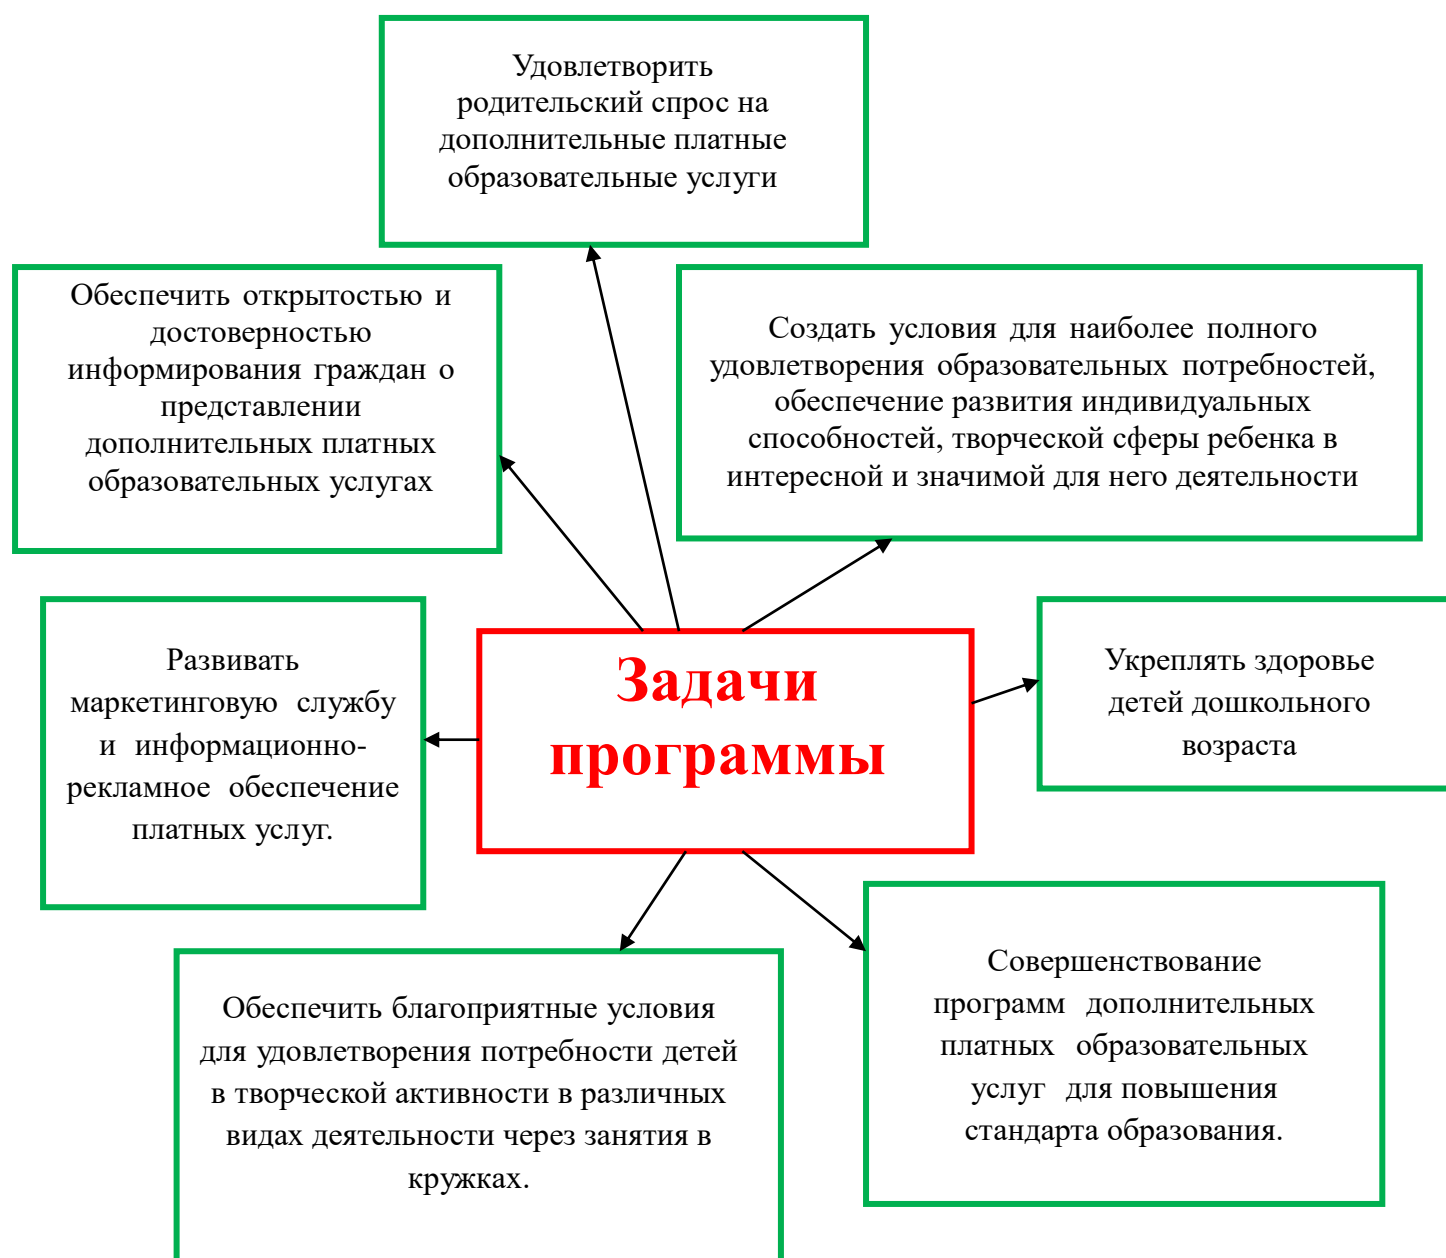 Удовлетворить
родительский спрос на
дополнительные платные
образовательные услуги
Обеспечить открытостью и
достоверностью
информирования граждан о
представлении
дополнительных платных
образовательных услугах
Создать условия для наиболее полного
удовлетворения образовательных потребностей,
обеспечение развития индивидуальных
способностей, творческой сферы ребенка в
интересной и значимой для него деятельности
Развивать
маркетинговую службу
и информационно-
рекламное обеспечение
платных услуг.
Задачи
программы
Укреплять здоровье
детей дошкольного
возраста
Обеспечить благоприятные условия
для удовлетворения потребности детей
в творческой активности в различных
видах деятельности через занятия в
кружках.
Совершенствование
программ дополнительных
платных образовательных
услуг для повышения
стандарта образования.